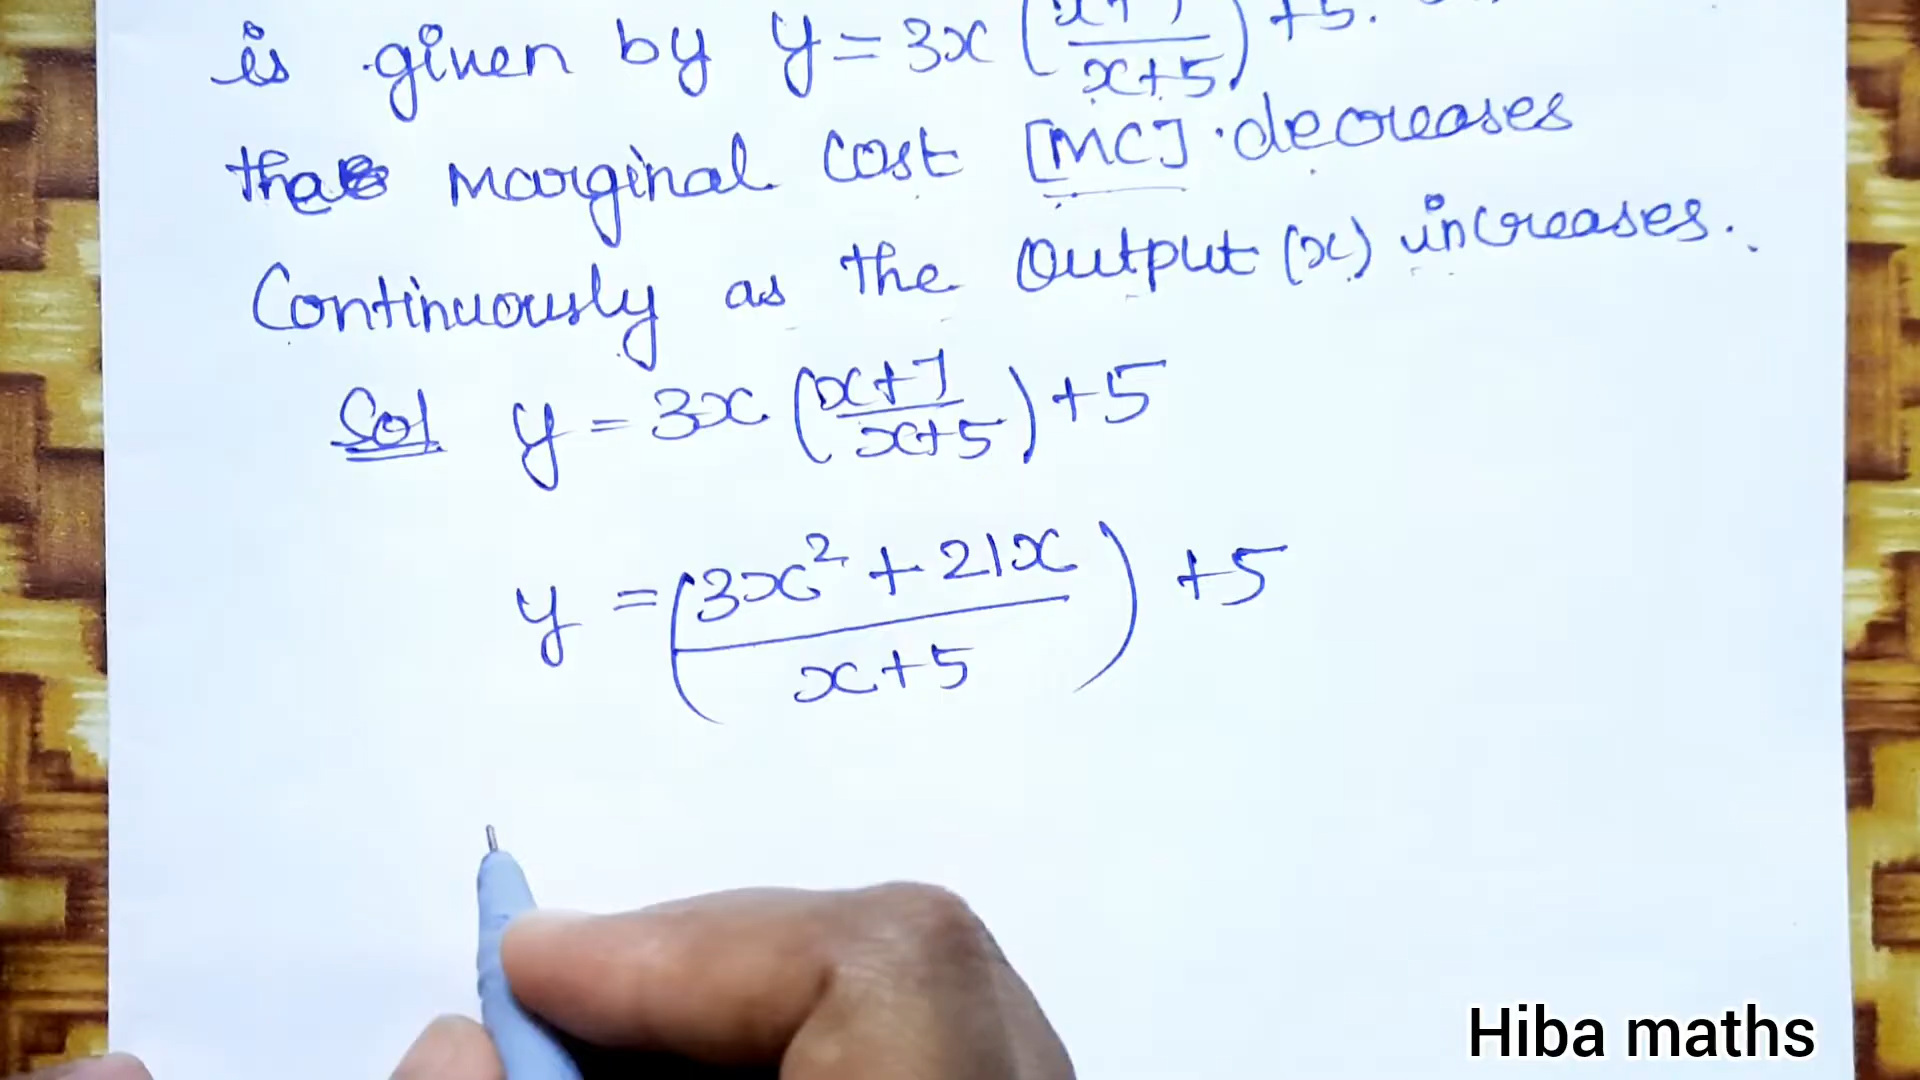 is given by y = 3x (x+7/x+5) +5.
that marginal cost [MC] decreases
Continuously as the Output (x) increases.
Sol y = 3x (x+7/x+5) +5
y = (3x² + 21x/x+5) +5
Hiba maths